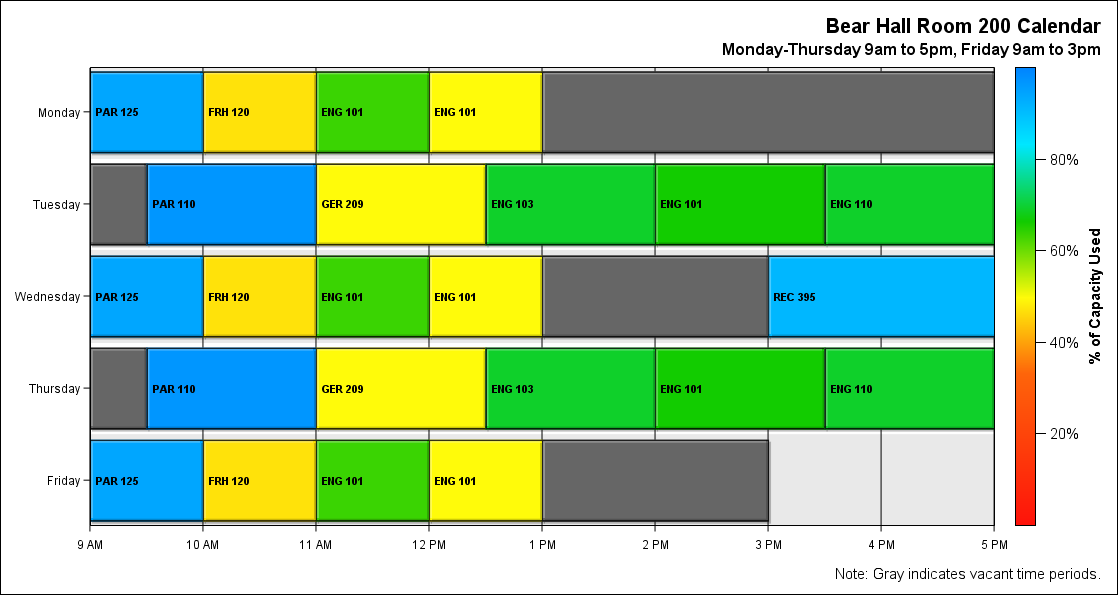 Bear Hall Room 200 Calendar
Monday-Thursday 9am to 5pm, Friday 9am to 3pm
Monday
PAR 125
FRH 120
ENG 101
ENG 101
Tuesday
PAR 110
GER 209
ENG 103
ENG 101
ENG 110
Wednesday
PAR 125
FRH 120
ENG 101
ENG 101
REC 395
Thursday
PAR 110
GER 209
ENG 103
ENG 101
ENG 110
Friday
PAR 125
FRH 120
ENG 101
ENG 101
9 AM
10 AM
11 AM
12 PM
1 PM
2 PM
3 PM
4 PM
5 PM
80%
60%
40%
20%
% of Capacity Used
Note: Gray indicates vacant time periods.